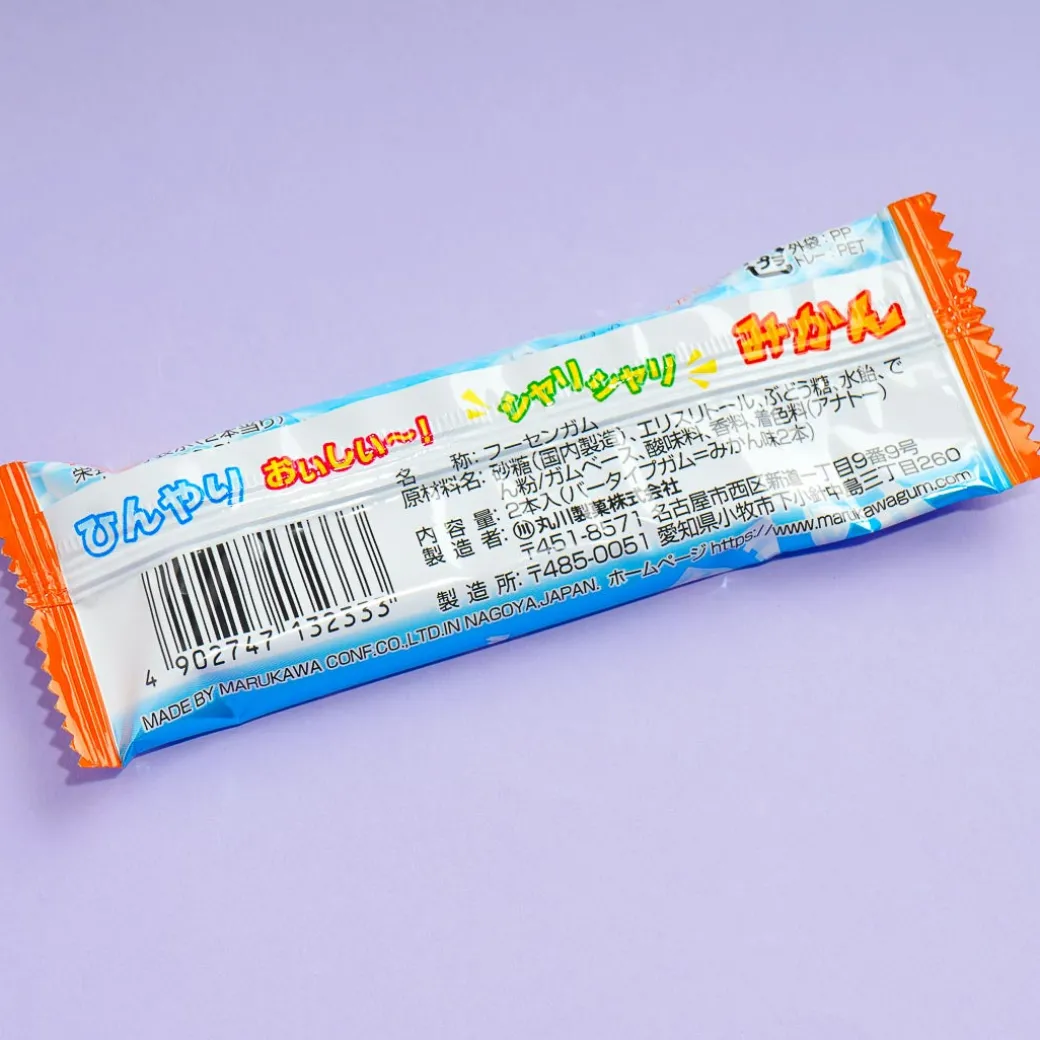 外袋：PP
プラ トレー：PET
(2本当り)
ひんやり おいしい〜! シャリシャリ みかん
名　　称：フーセンガム
原材料名：砂糖(国内製造)、エリスリトール、ぶどう糖、水飴、で
ん粉/ガムベース、酸味料、香料、着色料(アナトー)
内 容 量：2本入(バータイプガム=みかん味2本)
製 造 者：丸川製菓株式会社
〒451-8571 名古屋市西区新道一丁目9番9号
製 造 所：〒485-0051 愛知県小牧市下小針中島三丁目260
ホームページ https://www.marukawagum.com
4 902747 132333
MADE BY MARUKAWA CONF.CO.,LTD.IN NAGOYA,JAPAN.